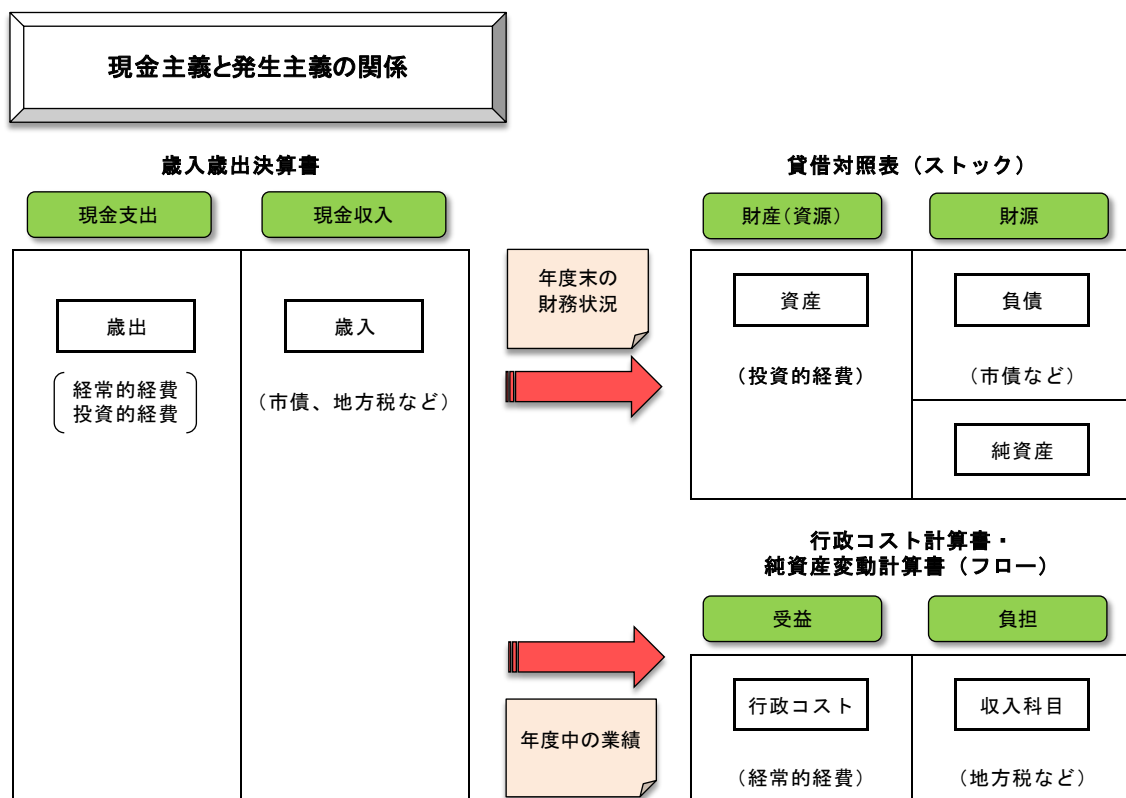 現金主義と発生主義の関係
歳入歳出決算書
現金支出
現金収入
歳出
経常的経費
投資的経費
歳入
（市債、地方税など）
年度末の
財務状況
貸借対照表（ストック）
財産(資源)
財源
資産
（投資的経費）
負債
（市債など）
純資産
行政コスト計算書・
純資産変動計算書（フロー）
受益
負担
年度中の業績
行政コスト
（経常的経費）
収入科目
（地方税など）